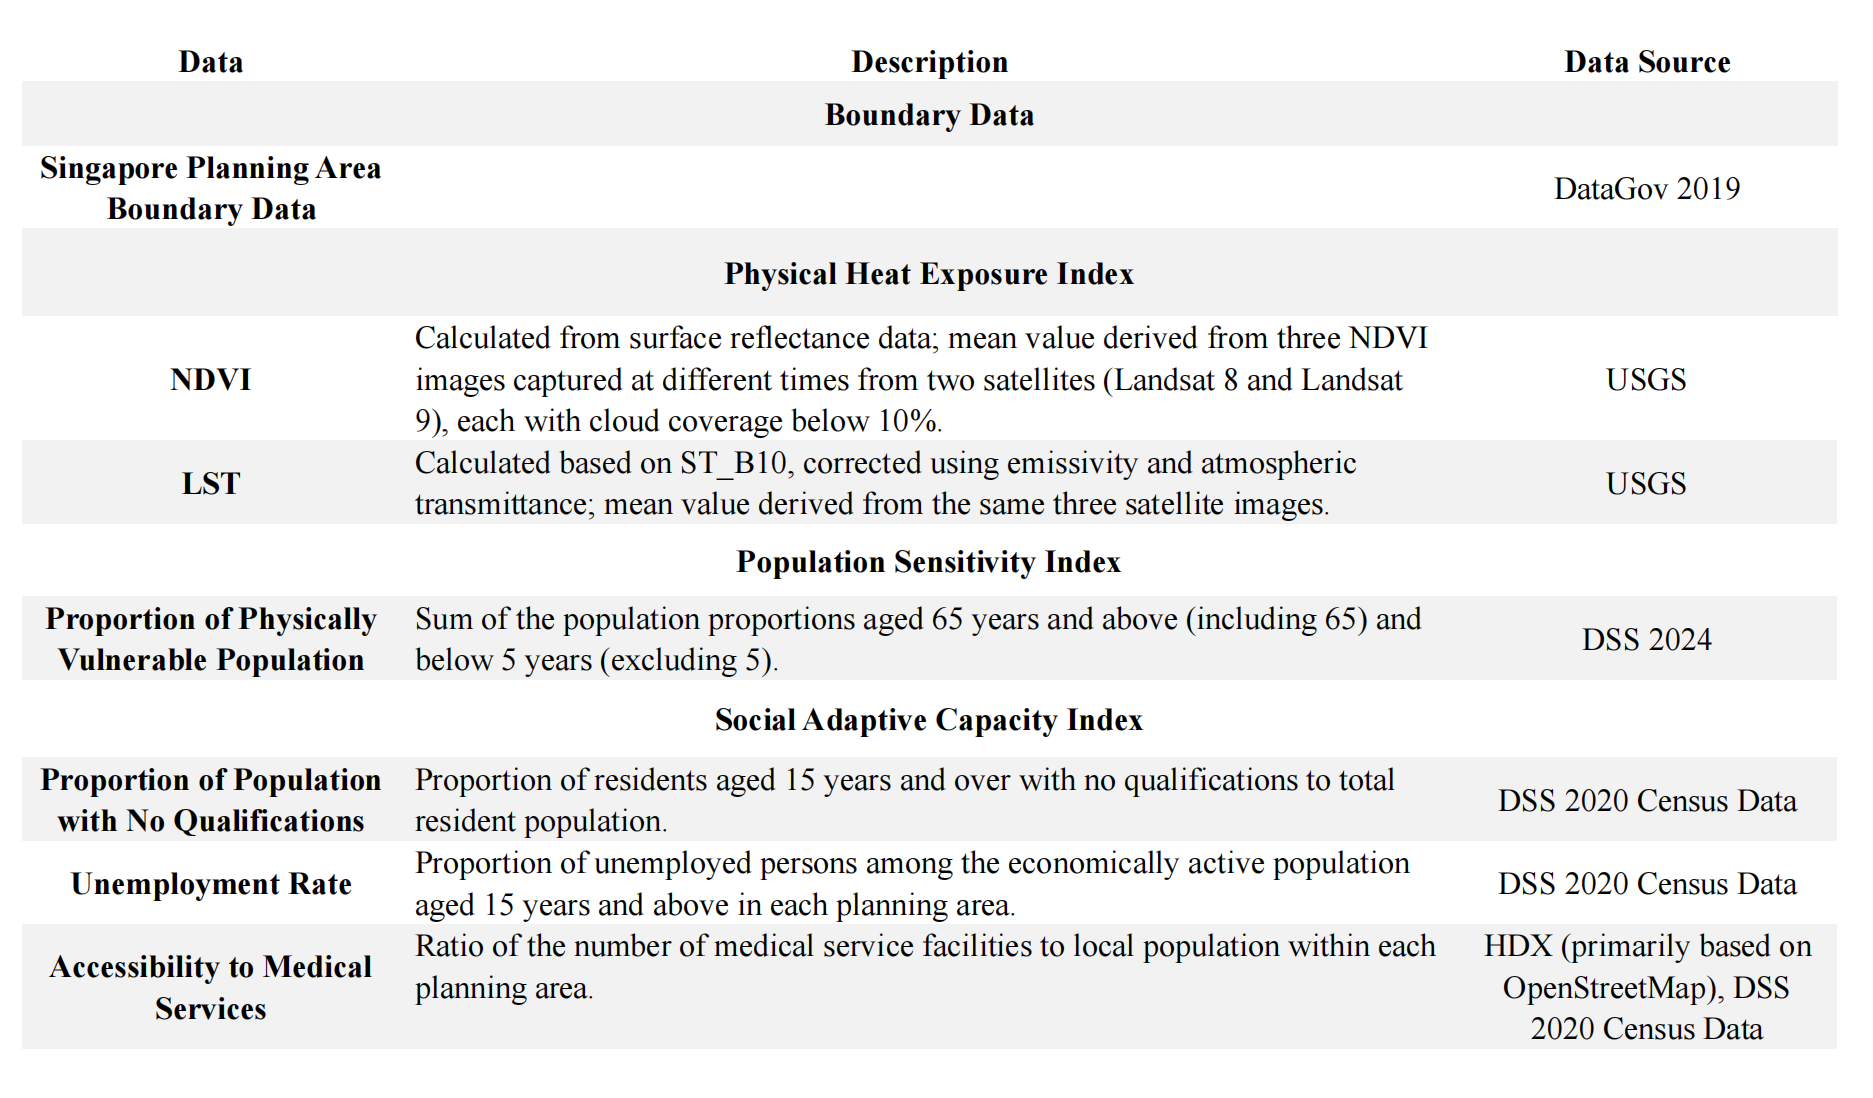 Data Description Data Source
Boundary Data
Singapore Planning Area
Boundary Data
DataGov 2019
Physical Heat Exposure Index
NDVI
Calculated from surface reflectance data; mean value derived from three NDVI
images captured at different times from two satellites (Landsat 8 and Landsat
9), each with cloud coverage below 10%.
USGS
LST
Calculated based on ST_B10, corrected using emissivity and atmospheric
transmittance; mean value derived from the same three satellite images.
USGS
Population Sensitivity Index
Proportion of Physically
Vulnerable Population
Sum of the population proportions aged 65 years and above (including 65) and
below 5 years (excluding 5).
DSS 2024
Social Adaptive Capacity Index
Proportion of Population
with No Qualifications
Proportion of residents aged 15 years and over with no qualifications to total
resident population.
DSS 2020 Census Data
Unemployment Rate
Proportion of unemployed persons among the economically active population
aged 15 years and above in each planning area.
DSS 2020 Census Data
Accessibility to Medical
Services
Ratio of the number of medical service facilities to local population within each
planning area.
HDX (primarily based on
OpenStreetMap), DSS
2020 Census Data